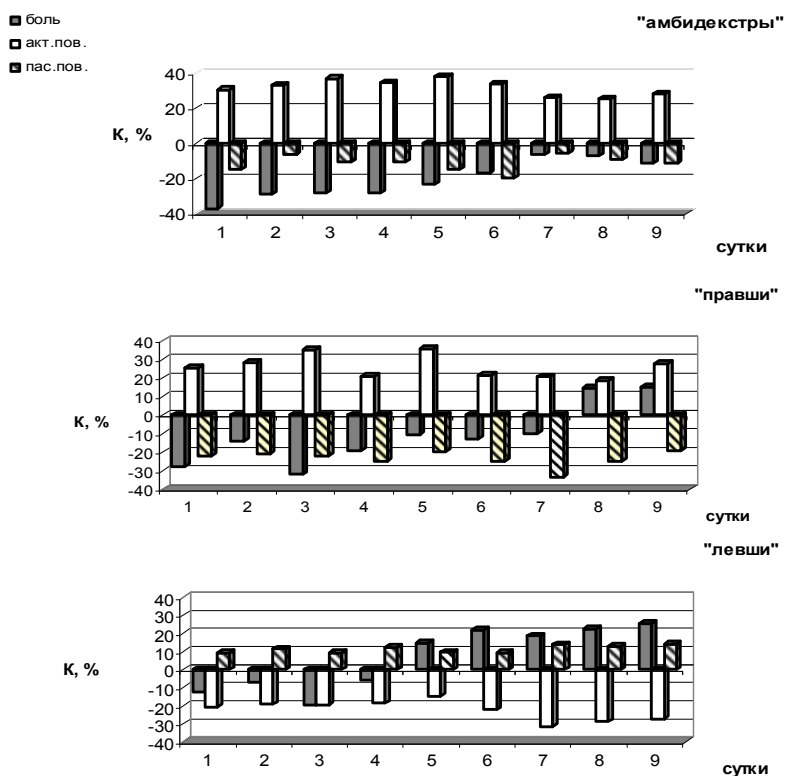 боль
акт.пов.
пас.пов.
"амбидекстры"
К, %
40
20
0
-20
-40
1 2 3 4 5 6 7 8 9
сутки
"правши"
К, %
40
30
20
10
0
-10
-20
-30
-40
1 2 3 4 5 6 7 8 9
сутки
"левши"
К, %
40
30
20
10
0
-10
-20
-30
-40
1 2 3 4 5 6 7 8 9
сутки